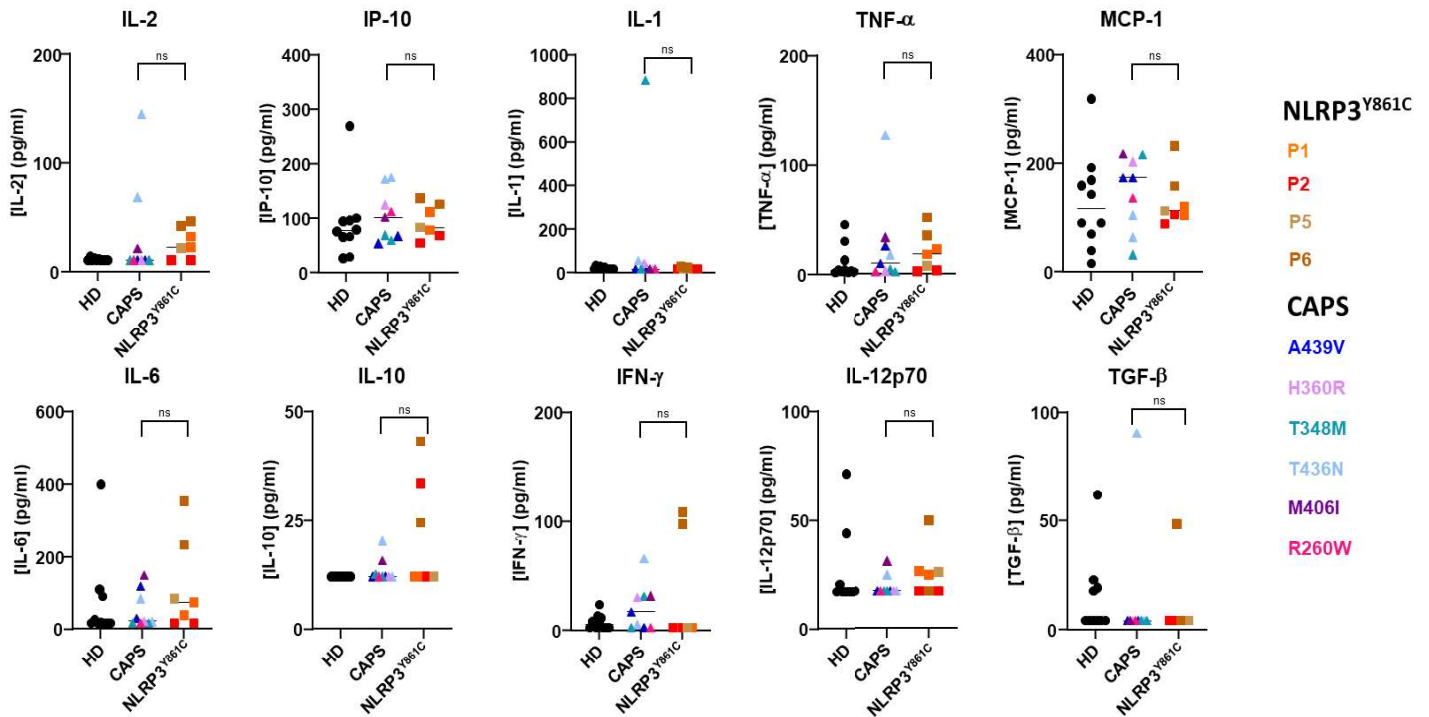 IL-2
IP-10
IL-1
TNF-α
MCP-1
[IL-2] (pg/ml)
200
100
0
ns
HD
CAPS
NLRP3Y861C
[IP-10] (pg/ml)
400
300
200
100
0
ns
HD
CAPS
NLRP3Y861C
[IL-1] (pg/ml)
1000
800
600
400
200
0
ns
HD
CAPS
NLRP3Y861C
[TNF-α] (pg/ml)
200
100
0
ns
HD
CAPS
NLRP3Y861C
[MCP-1] (pg/ml)
400
200
0
ns
HD
CAPS
NLRP3Y861C
IL-6
IL-10
IFN-γ
IL-12p70
TGF-β
[IL-6] (pg/ml)
600
400
200
0
ns
HD
CAPS
NLRP3Y861C
[IL-10] (pg/ml)
50
25
0
ns
HD
CAPS
NLRP3Y861C
[IFN-γ] (pg/ml)
200
100
0
ns
HD
CAPS
NLRP3Y861C
[IL-12p70] (pg/ml)
100
50
0
ns
HD
CAPS
NLRP3Y861C
[TGF-β] (pg/ml)
100
50
0
ns
HD
CAPS
NLRP3Y861C
NLRP3Y861C
P1
P2
P5
P6
CAPS
A439V
H360R
T348M
T436N
M406I
R260W